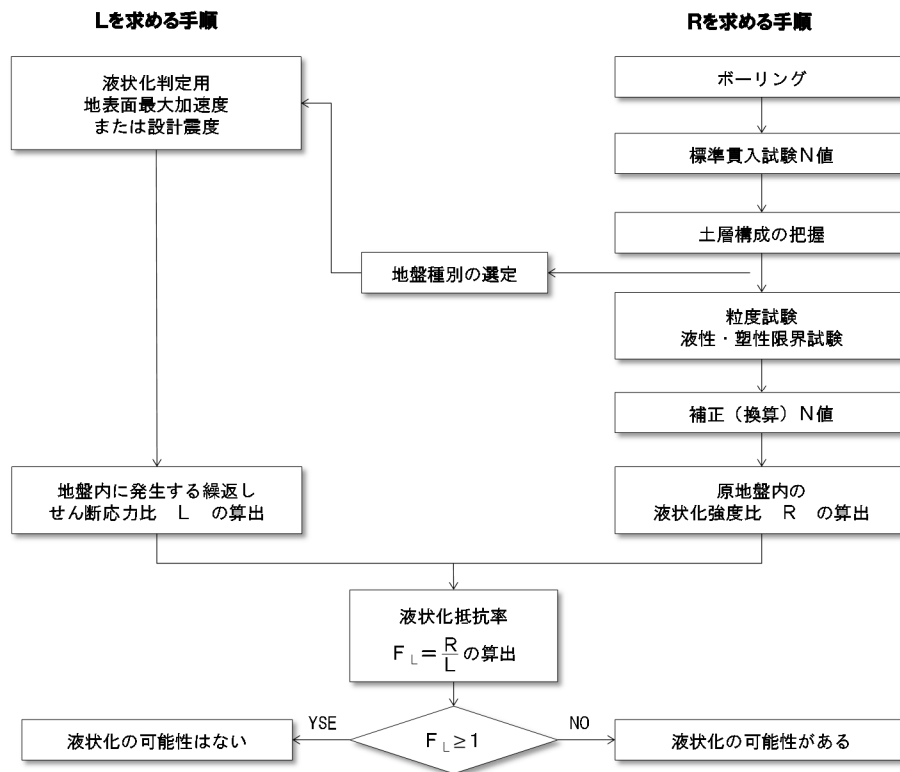 Lを求める手順
Rを求める手順
液状化判定用
地表面最大加速度
または設計震度
ボーリング
標準貫入試験N値
土層構成の把握
地盤種別の選定
粒度試験
液性・塑性限界試験
補正（換算）N値
地盤内に発生する繰返し
せん断応力比　L　の算出
原地盤内の
液状化強度比　R　の算出
液状化抵抗率
F L＝R/Lの算出
YSE
NO
液状化の可能性はない
F L≥1
液状化の可能性がある